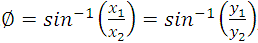 ∅ = sin⁻¹(x₁/x₂) = sin⁻¹(y₁/y₂)